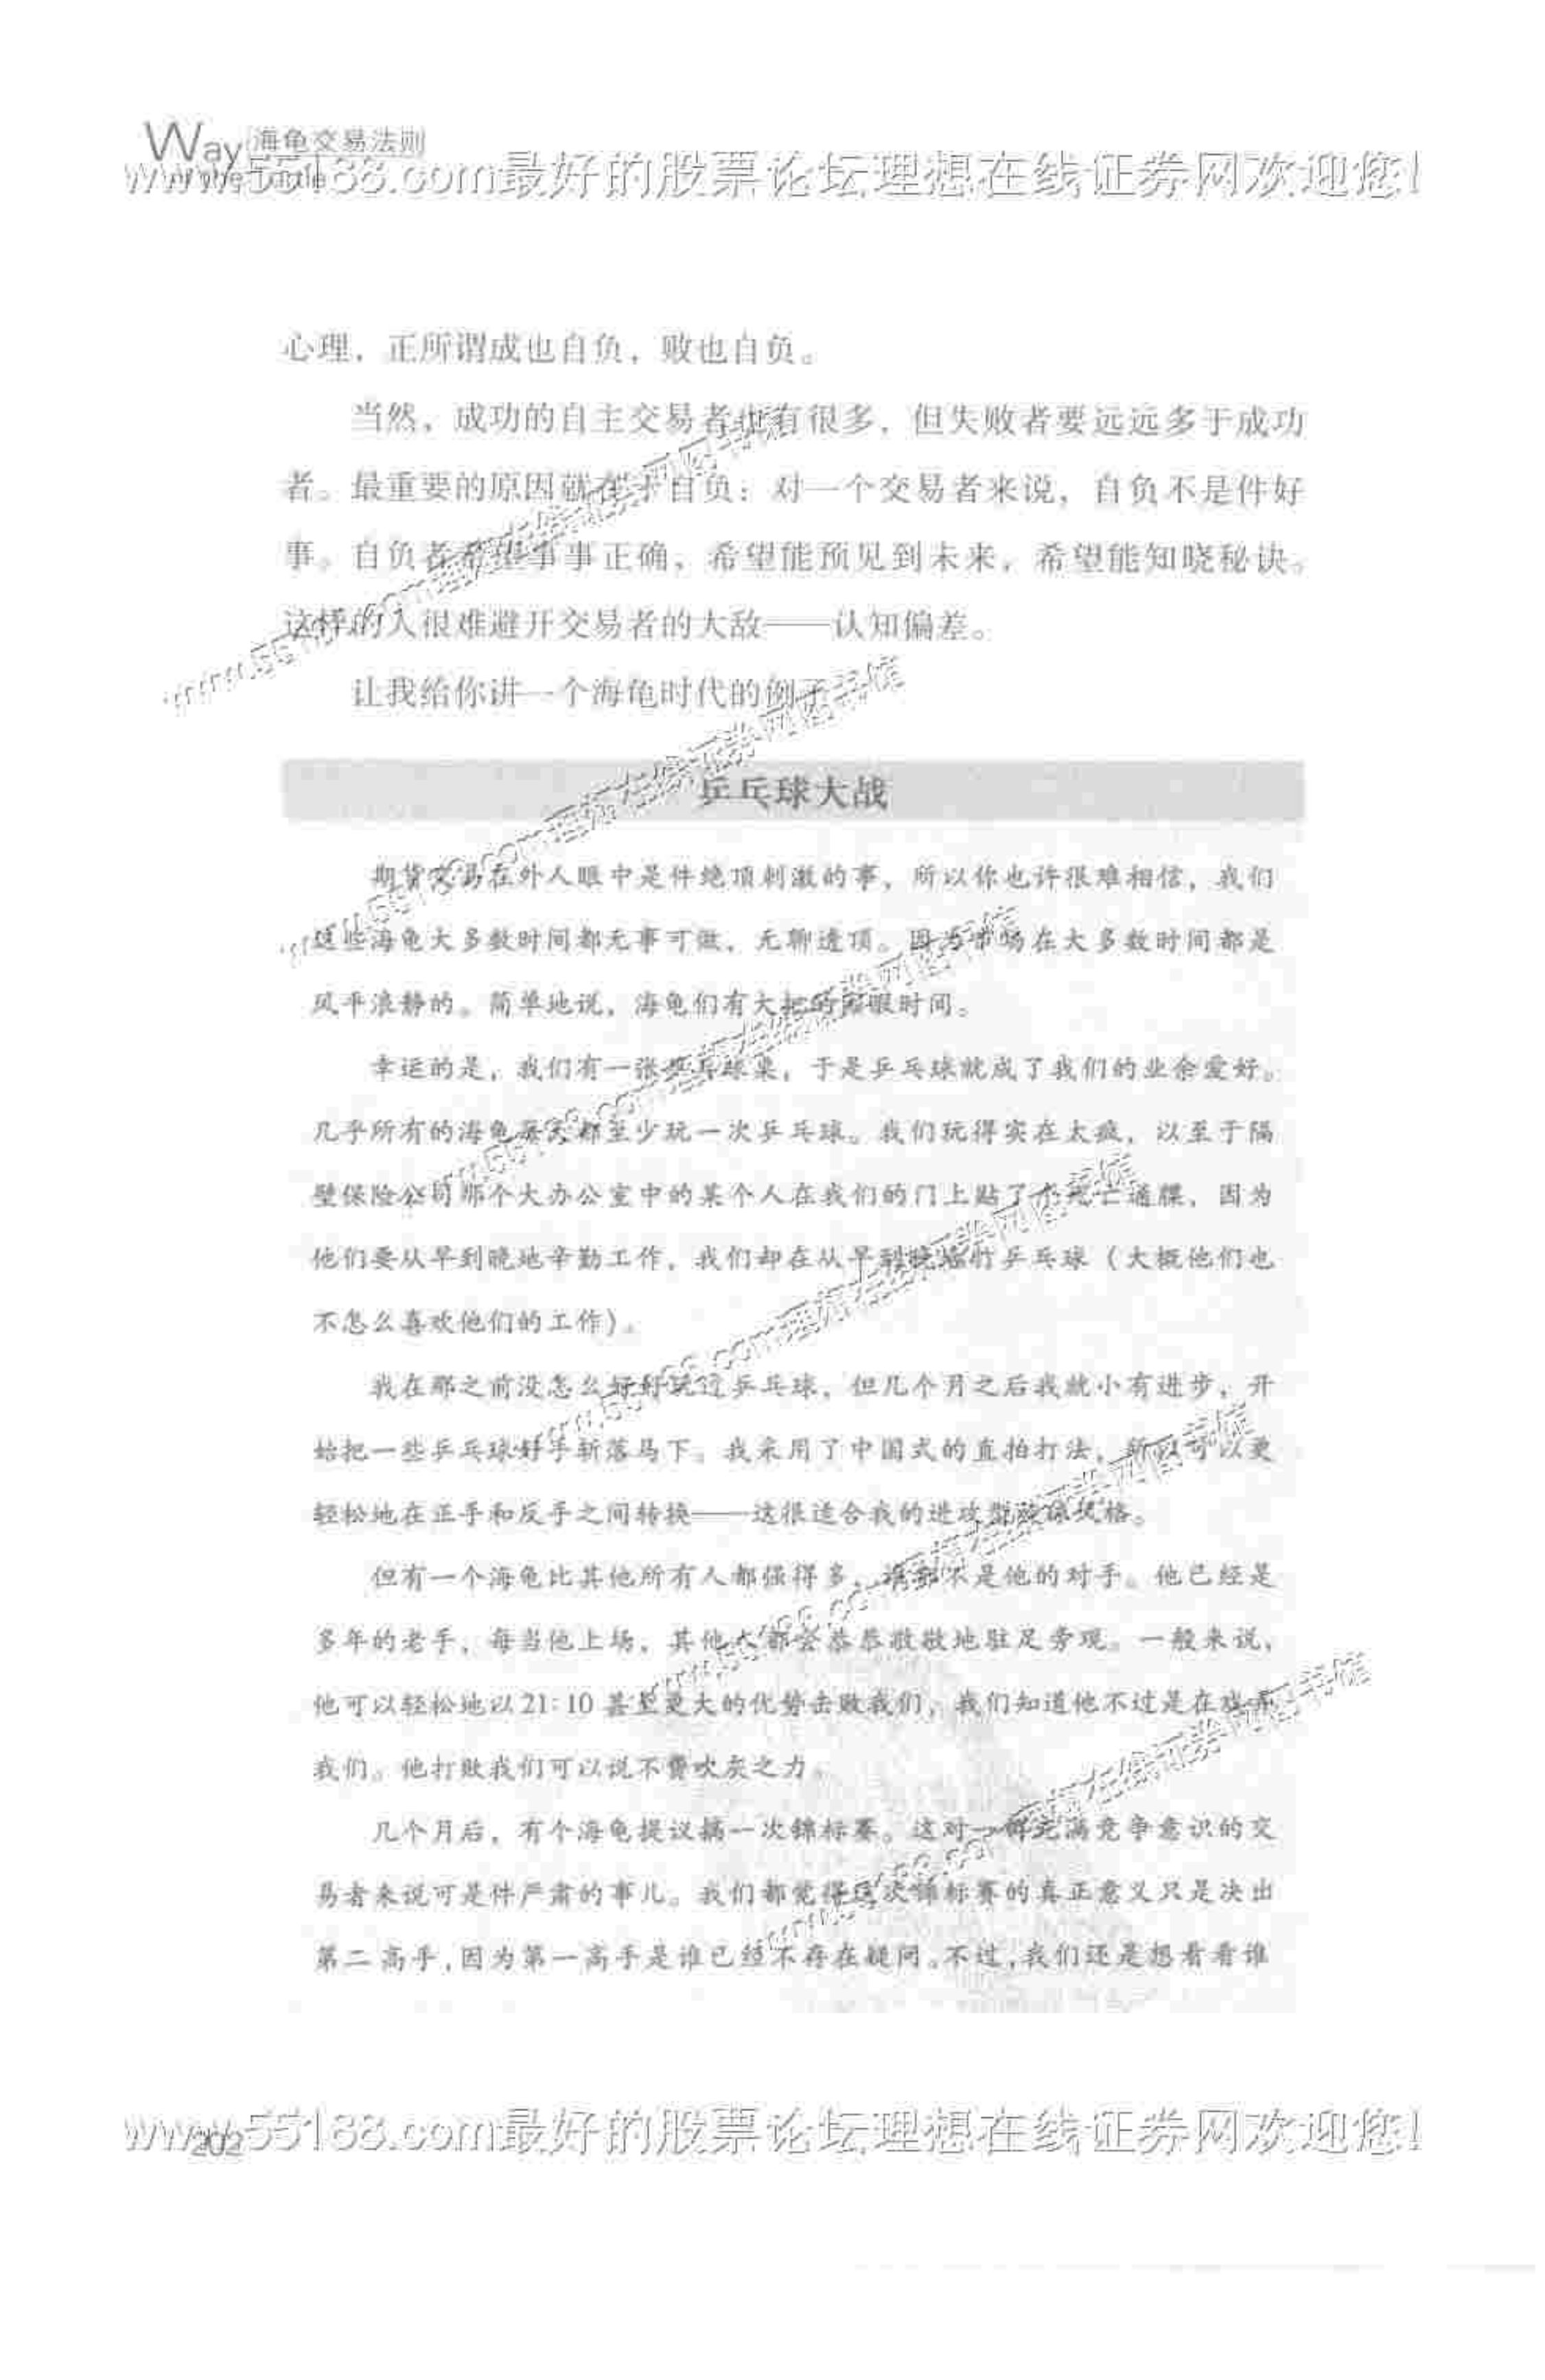 Way 海龟交易法则
www.55188.com最好的股票论坛理想在线证券网欢迎您!
心理，正所谓成也自负，败也自负。
当然，成功的自主交易者也有很多，但失败者要远远多于成功
者。最重要的原因就在于自负：对一个交易者来说，自负不是件好
事。自负者希望事事正确，希望能预见到未来，希望能知晓秘诀。
这样的人很难避开交易者的大敌——认知偏差。
让我给你讲一个海龟时代的例子
乒乓球大战
期货交易在外人眼中是件绝顶刺激的事，所以你也许很难相信，我们
这些海龟大多数时间都无事可做，无聊透顶。因为市场在大多数时间都是
风平浪静的。简单地说，海龟们有大把的闲暇时间。
幸运的是，我们有一张乒乓球桌，于是乒乓球就成了我们的业余爱好。
几乎所有的海龟每天都至少玩一次乒乓球。我们玩得实在太疯，以至于隔
壁保险公司那个大办公室中的某个人在我们的门上贴了个死亡通牒，因为
他们要从早到晚地辛勤工作，我们却在从早到晚地打乒乓球（大概他们也
不怎么喜欢他们的工作）。
我在那之前没怎么好好玩过乒乓球，但几个月之后我就小有进步，开
始把一些乒乓球好手斩落马下。我采用了中国式的直拍打法，所以可以更
轻松地在正手和反手之间转换——这很适合我的进攻型球风格。
但有一个海龟比其他所有人都强得多，谁都不是他的对手。他已经是
多年的老手，每当他上场，其他人都会恭恭敬敬地驻足旁观。一般来说，
他可以轻松地以21:10 甚至更大的优势击败我们，我们知道他不过是在戏弄
我们。他打败我们可以说不费吹灰之力。
几个月后，有个海龟提议搞一次锦标赛。这对一群充满竞争意识的交
易者来说可是件严肃的事儿。我们都觉得这次锦标赛的真正意义只是决出
第二高手，因为第一高手是谁已经不存在疑问。不过，我们还是想看看谁
www.55188.com最好的股票论坛理想在线证券网欢迎您!
202